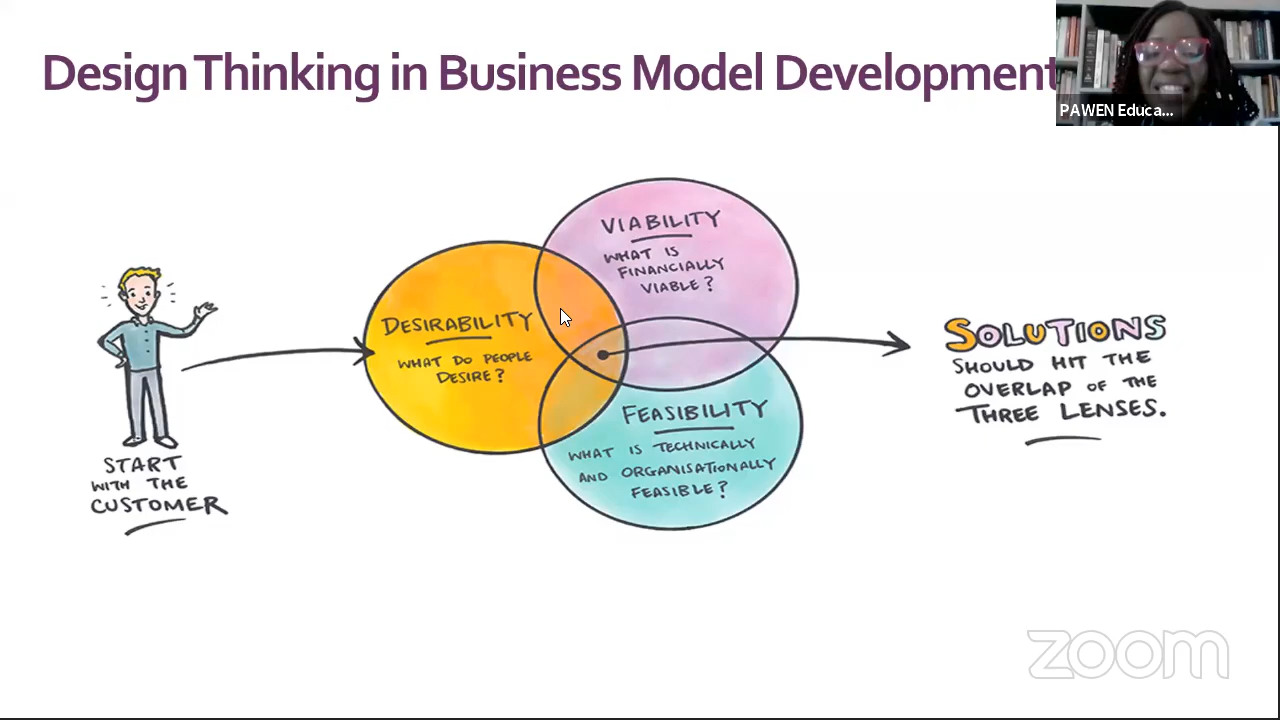 Design Thinking in Business Model Development
PAWEN Educa...
VIABILITY
WHAT IS
FINANCIALLY
VIABLE?
DESIRABILITY
WHAT DO PEOPLE
DESIRE?
FEASIBILITY
WHAT IS TECHNICALLY
AND ORGANISATIONALLY
FEASIBLE?
START
WITH THE
CUSTOMER
SOLUTIONS
SHOULD HIT THE
OVERLAP OF THE
THREE LENSES.
zoom